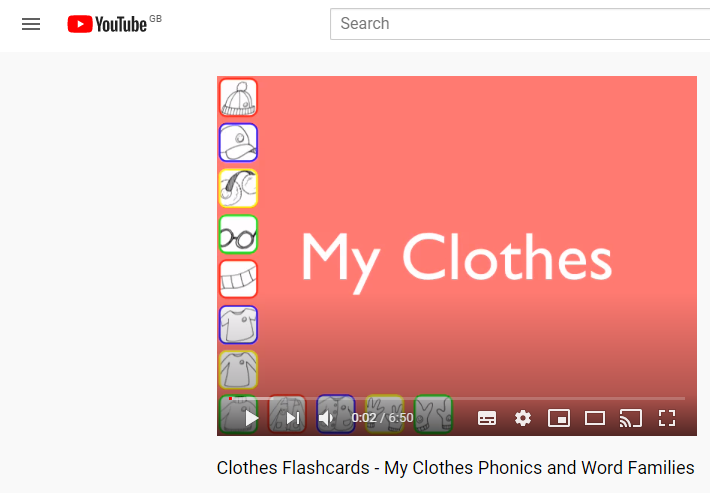 YouTube GB
Search
My Clothes
0:02 / 6:50
Clothes Flashcards - My Clothes Phonics and Word Families